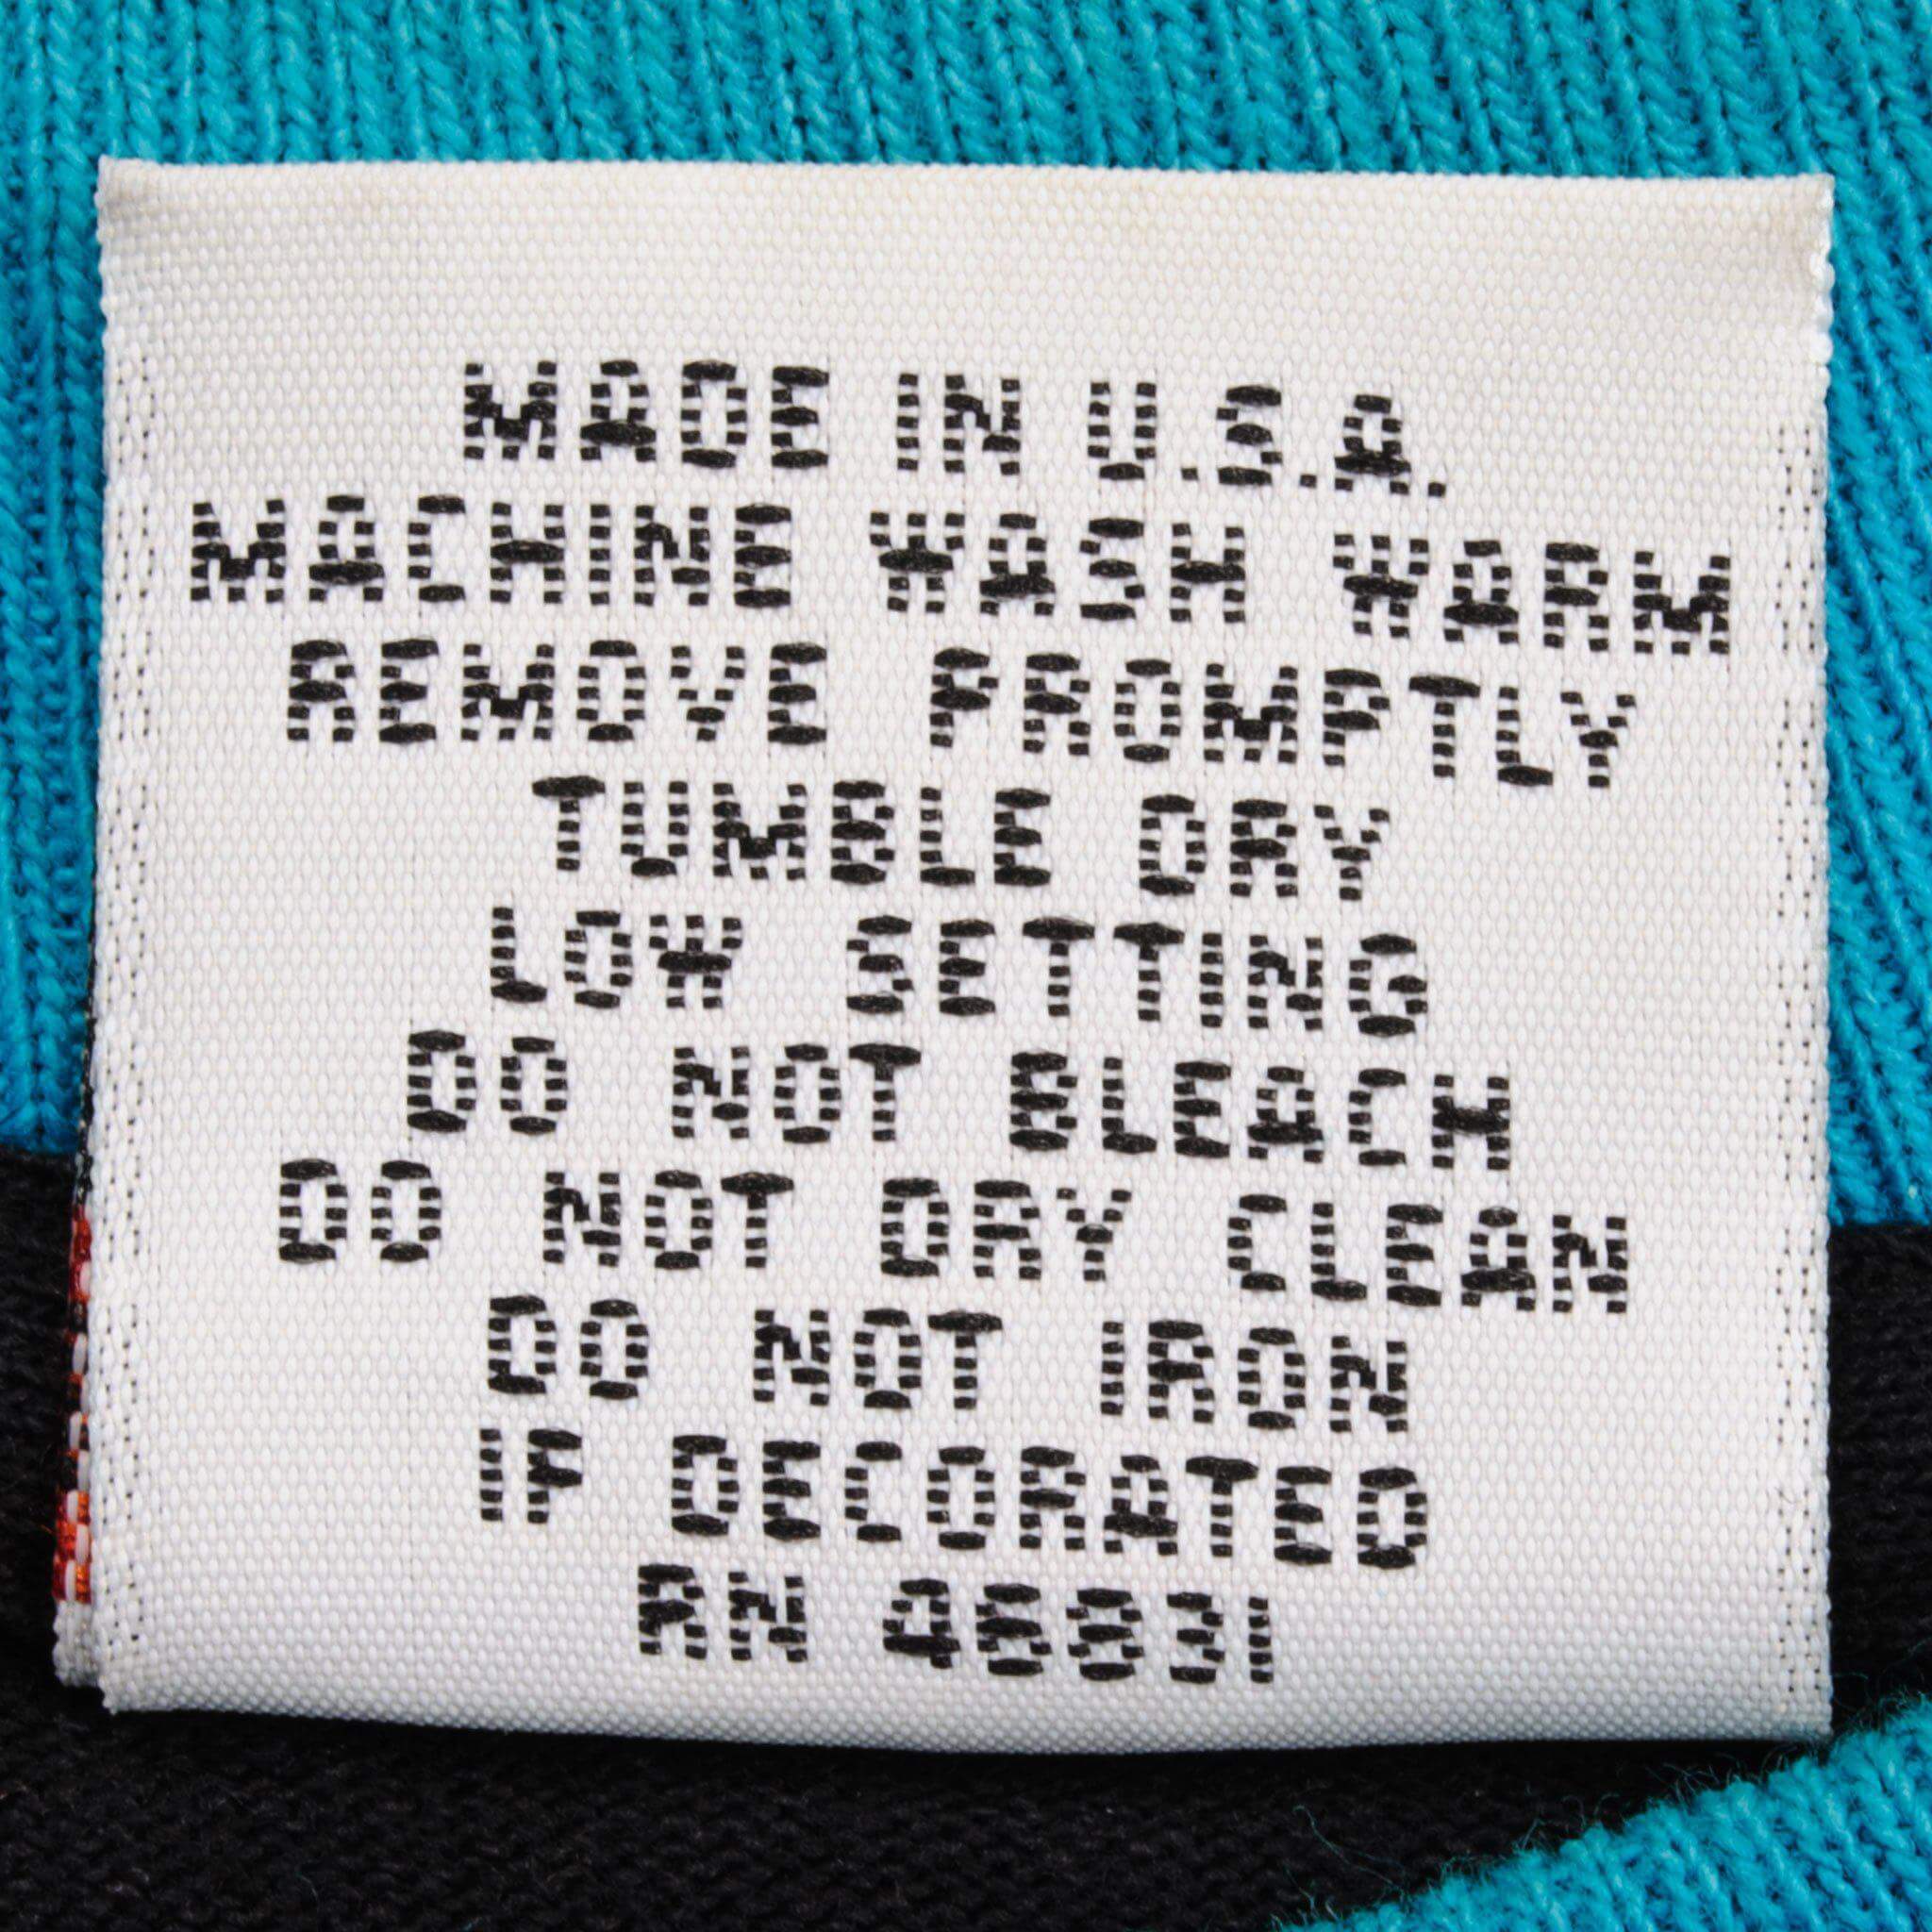 MADE IN U.S.A.
MACHINE WASH WARM
REMOVE PROMPTLY
TUMBLE DRY
LOW SETTING
DO NOT BLEACH
DO NOT DRY CLEAN
DO NOT IRON
IF DECORATED
RN 46831